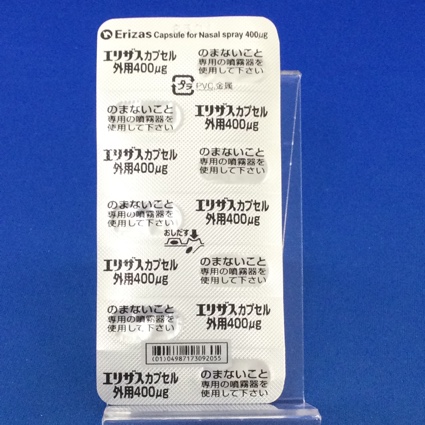 Erizas Capsule for Nasal spray 400μg
エリザスカプセル
外用400μg
のまないこと
専用の噴霧器を
使用して下さい
プラ PVC,金属
のまないこと
専用の噴霧器を
使用して下さい
エリザスカプセル
外用400μg
エリザスカプセル
外用400μg
のまないこと
専用の噴霧器を
使用して下さい
のまないこと
専用の噴霧器を
使用して下さい
エリザスカプセル
外用400μg
おしだす
エリザスカプセル
外用400μg
のまないこと
専用の噴霧器を
使用して下さい
のまないこと
専用の噴霧器を
使用して下さい
エリザスカプセル
外用400μg
(01)04987173092055
エリザスカプセル
外用400μg
のまないこと
専用の噴霧器を
使用して下さい